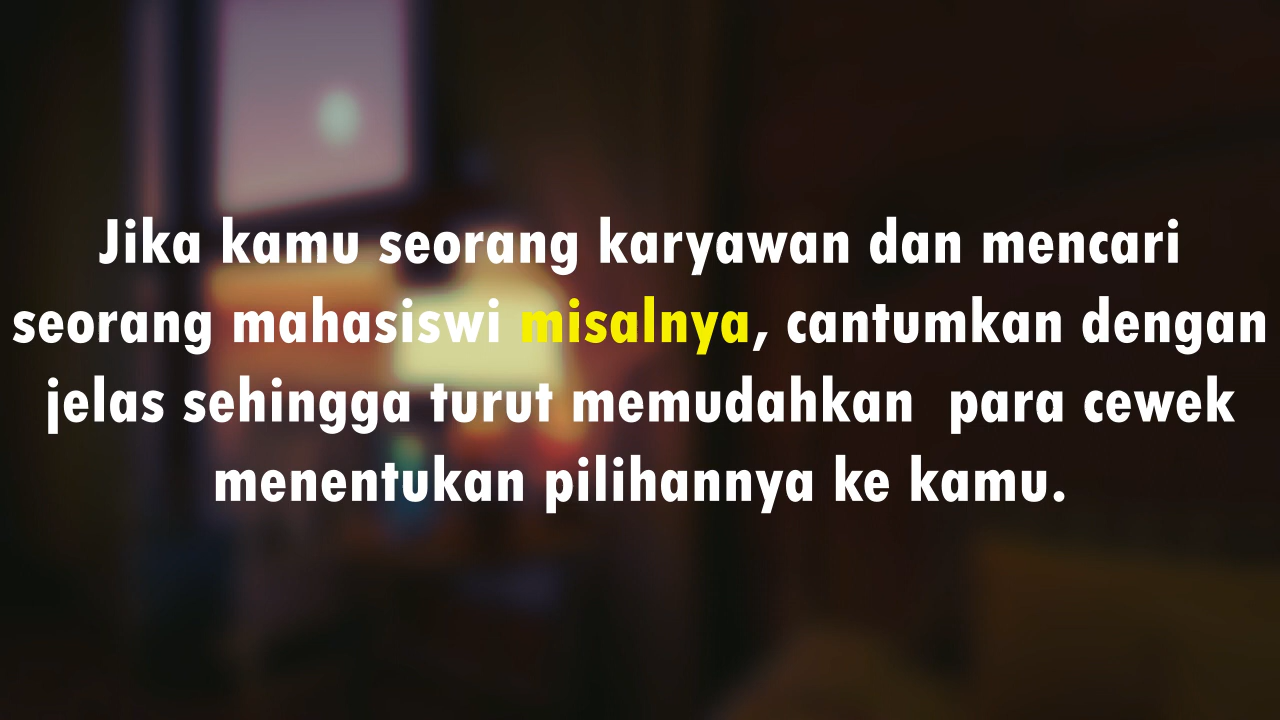 Jika kamu seorang karyawan dan mencari
seorang mahasiswi misalnya, cantumkan dengan
jelas sehingga turut memudahkan  para cewek
menentukan pilihannya ke kamu.